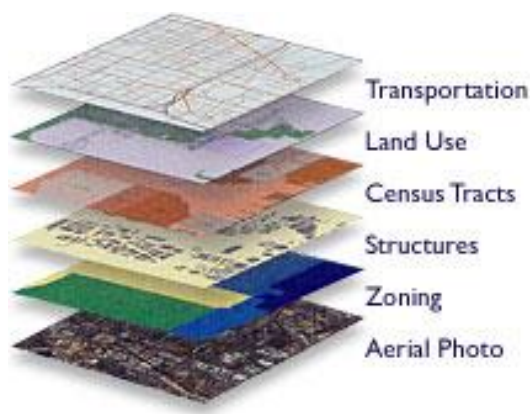 Transportation
Land Use
Census Tracts
Structures
Zoning
Aerial Photo